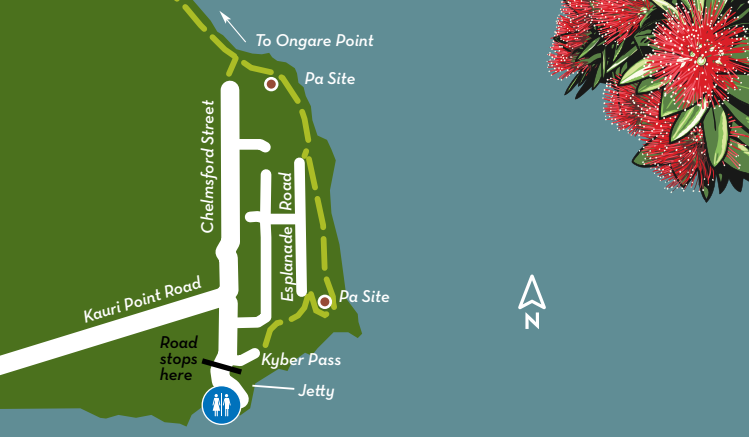 To Ongare Point
Pa Site
Chelmsford Street
Esplanade Road
Kauri Point Road
Pa Site
N
Road
stops
here
Kyber Pass
Jetty